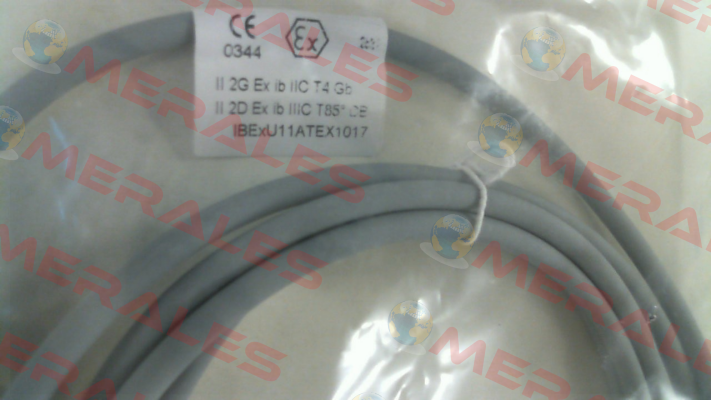 CE Ex
0344
II 2G Ex ib IIC T4 Gb
II 2D Ex ib IIIC T85° DB
IBExU11ATEX1017
MERALES
MERALES
MERALES
MERALES
MERALES
MERALES